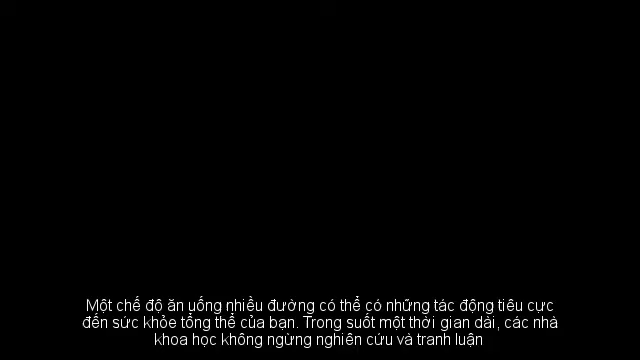 Một chế độ ăn uống nhiều đường có thể có những tác động tiêu cực
đến sức khỏe tổng thể của bạn. Trong suốt một thời gian dài, các nhà
khoa học không ngừng nghiên cứu và tranh luận